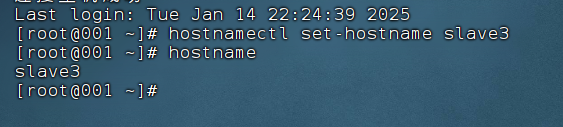 Last login: Tue Jan 14 22:24:39 2025
[root@001 ~]# hostnamectl set-hostname slave3
[root@001 ~]# hostname
slave3
[root@001 ~]#